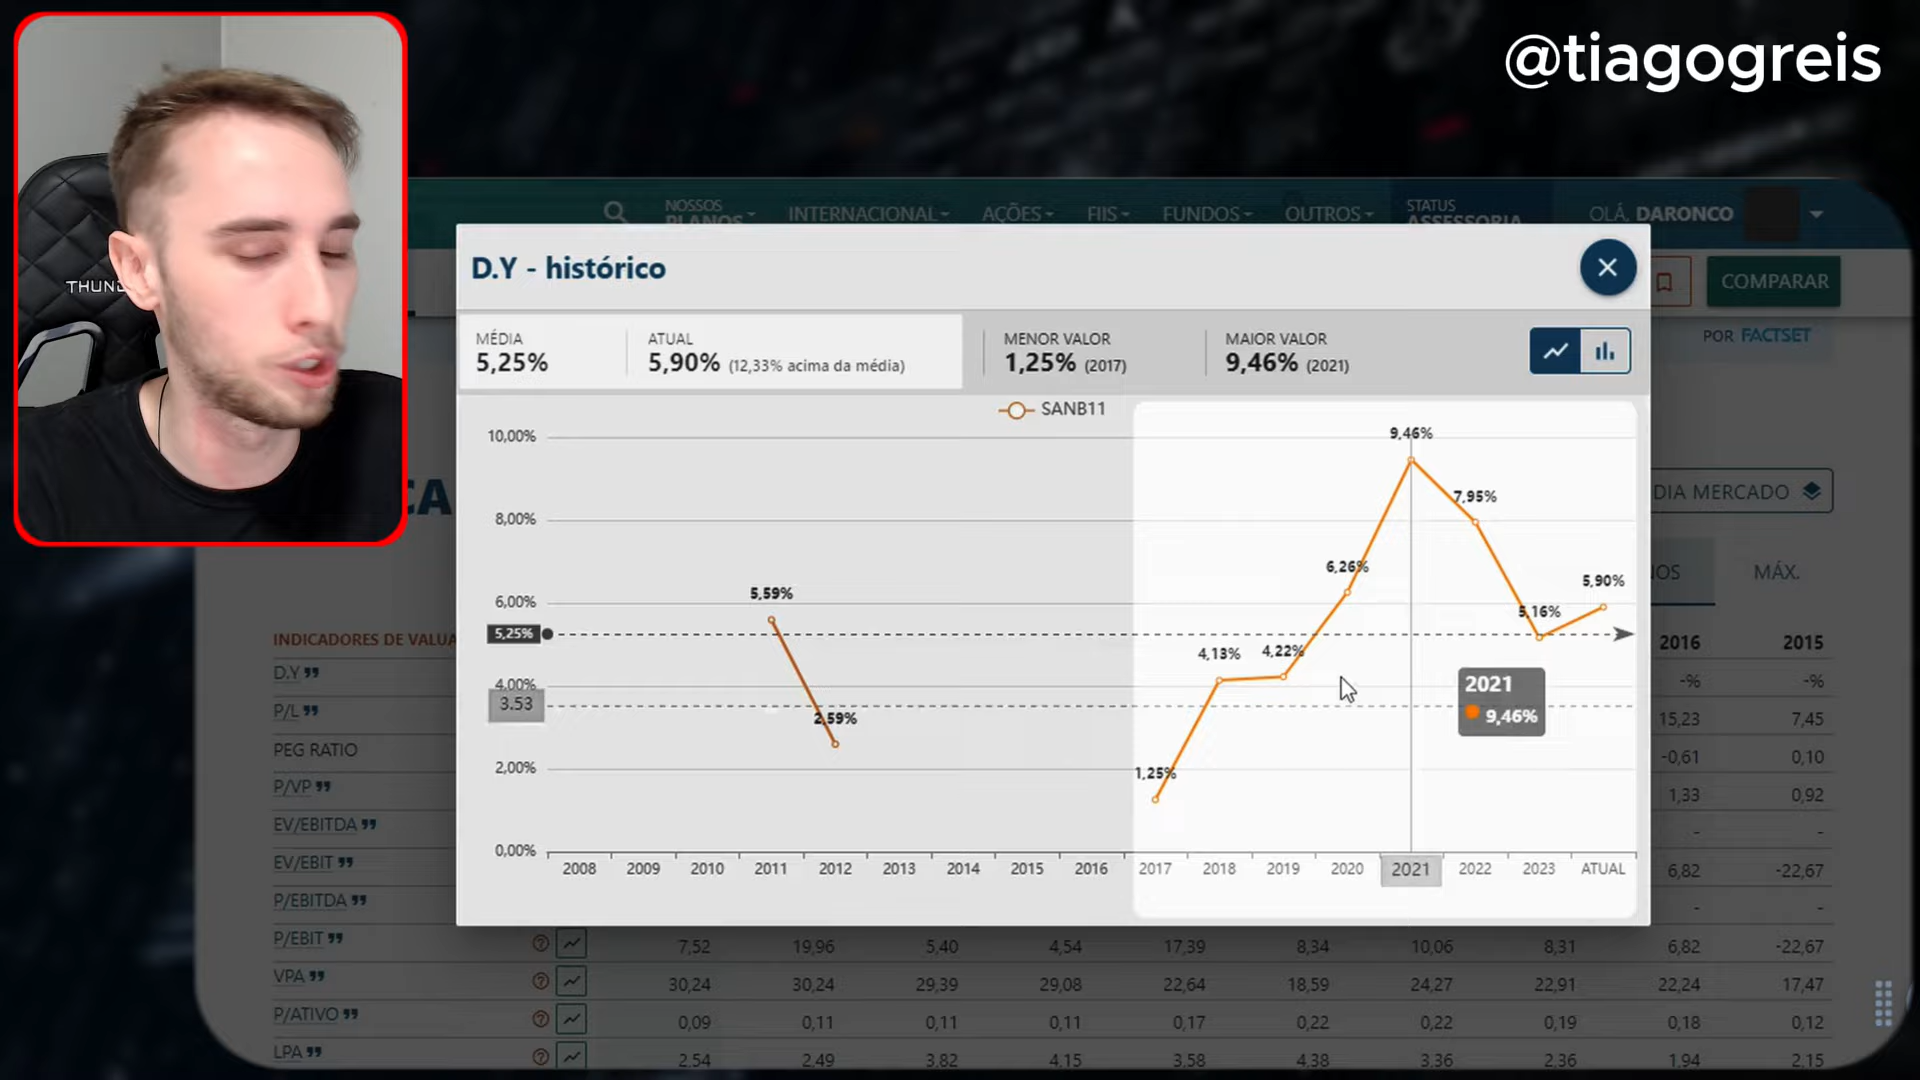 @tiagogreis
THUN
NOSSOS
PLANOS
INTERNACIONAL
AÇÕES
FIIS
FUNDOS
OUTROS
STATUS
ASSESSORIA
OLÁ, DARONCO
COMPARAR
POR FACTSET
D.Y - histórico
MÉDIA
5,25%
ATUAL
5,90% (12,33% acima da média)
MENOR VALOR
1,25% (2017)
MAIOR VALOR
9,46% (2021)
SANB11
10,00%
8,00%
6,00%
5,25%
4,00%
3.53
2,00%
0,00%
5,59%
2,59%
1,25%
4,13%
4,22%
6,26%
9,46%
7,95%
5,16%
5,90%
2021
9,46%
2008 2009 2010 2011 2012 2013 2014 2015 2016 2017 2018 2019 2020 2021 2022 2023 ATUAL
CA
DIA MERCADO
NOS
MÁX.
INDICADORES DE VALUA
2016 2015
D.Y
-% -%
P/L
15,23 7,45
PEG RATIO
-0,61 0,10
P/VP
1,33 0,92
EV/EBITDA
- -
EV/EBIT
6,82 -22,67
P/EBITDA
- -
P/EBIT 7,52 19,96 5,40 4,54 17,39 8,34 10,06 8,31 6,82 -22,67
VPA 30,24 30,24 29,39 29,08 22,64 18,59 24,27 22,91 22,24 17,47
P/ATIVO 0,09 0,11 0,11 0,11 0,17 0,22 0,22 0,19 0,18 0,12
LPA 2,54 2,49 3,82 4,15 3,58 4,38 3,36 2,36 1,94 2,15